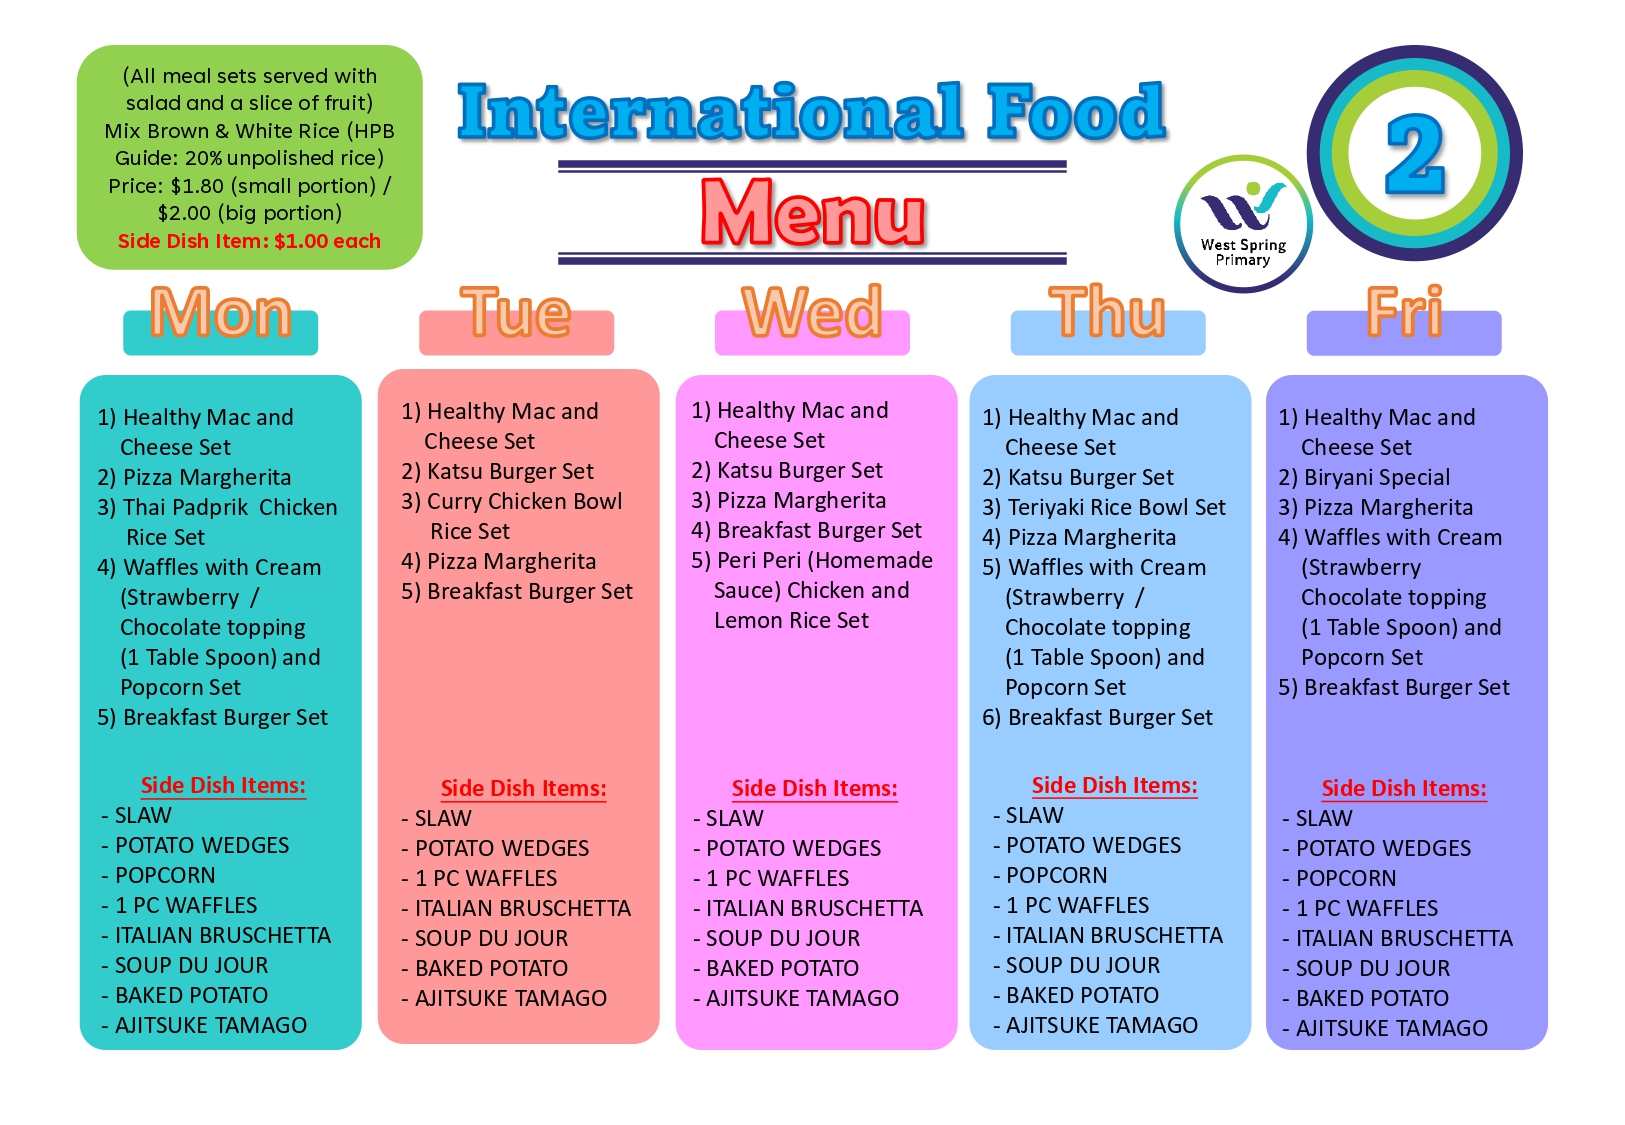 (All meal sets served with
salad and a slice of fruit)
Mix Brown & White Rice (HPB
Guide: 20% unpolished rice)
Price: $1.80 (small portion) /
$2.00 (big portion)
Side Dish Item: $1.00 each
International Food
Menu
West Spring
Primary
2
Mon
1) Healthy Mac and
Cheese Set
2) Pizza Margherita
3) Thai Padprik  Chicken
Rice Set
4) Waffles with Cream
(Strawberry  /
Chocolate topping
(1 Table Spoon) and
Popcorn Set
5) Breakfast Burger Set
Side Dish Items:
- SLAW
- POTATO WEDGES
- POPCORN
- 1 PC WAFFLES
- ITALIAN BRUSCHETTA
- SOUP DU JOUR
- BAKED POTATO
- AJITSUKE TAMAGO
Tue
1) Healthy Mac and
Cheese Set
2) Katsu Burger Set
3) Curry Chicken Bowl
Rice Set
4) Pizza Margherita
5) Breakfast Burger Set
Side Dish Items:
- SLAW
- POTATO WEDGES
- 1 PC WAFFLES
- ITALIAN BRUSCHETTA
- SOUP DU JOUR
- BAKED POTATO
- AJITSUKE TAMAGO
Wed
1) Healthy Mac and
Cheese Set
2) Katsu Burger Set
3) Pizza Margherita
4) Breakfast Burger Set
5) Peri Peri (Homemade
Sauce) Chicken and
Lemon Rice Set
Side Dish Items:
- SLAW
- POTATO WEDGES
- 1 PC WAFFLES
- ITALIAN BRUSCHETTA
- SOUP DU JOUR
- BAKED POTATO
- AJITSUKE TAMAGO
Thu
1) Healthy Mac and
Cheese Set
2) Katsu Burger Set
3) Teriyaki Rice Bowl Set
4) Pizza Margherita
5) Waffles with Cream
(Strawberry  /
Chocolate topping
(1 Table Spoon) and
Popcorn Set
6) Breakfast Burger Set
Side Dish Items:
- SLAW
- POTATO WEDGES
- POPCORN
- 1 PC WAFFLES
- ITALIAN BRUSCHETTA
- SOUP DU JOUR
- BAKED POTATO
- AJITSUKE TAMAGO
Fri
1) Healthy Mac and
Cheese Set
2) Biryani Special
3) Pizza Margherita
4) Waffles with Cream
(Strawberry
Chocolate topping
(1 Table Spoon) and
Popcorn Set
5) Breakfast Burger Set
Side Dish Items:
- SLAW
- POTATO WEDGES
- POPCORN
- 1 PC WAFFLES
- ITALIAN BRUSCHETTA
- SOUP DU JOUR
- BAKED POTATO
- AJITSUKE TAMAGO